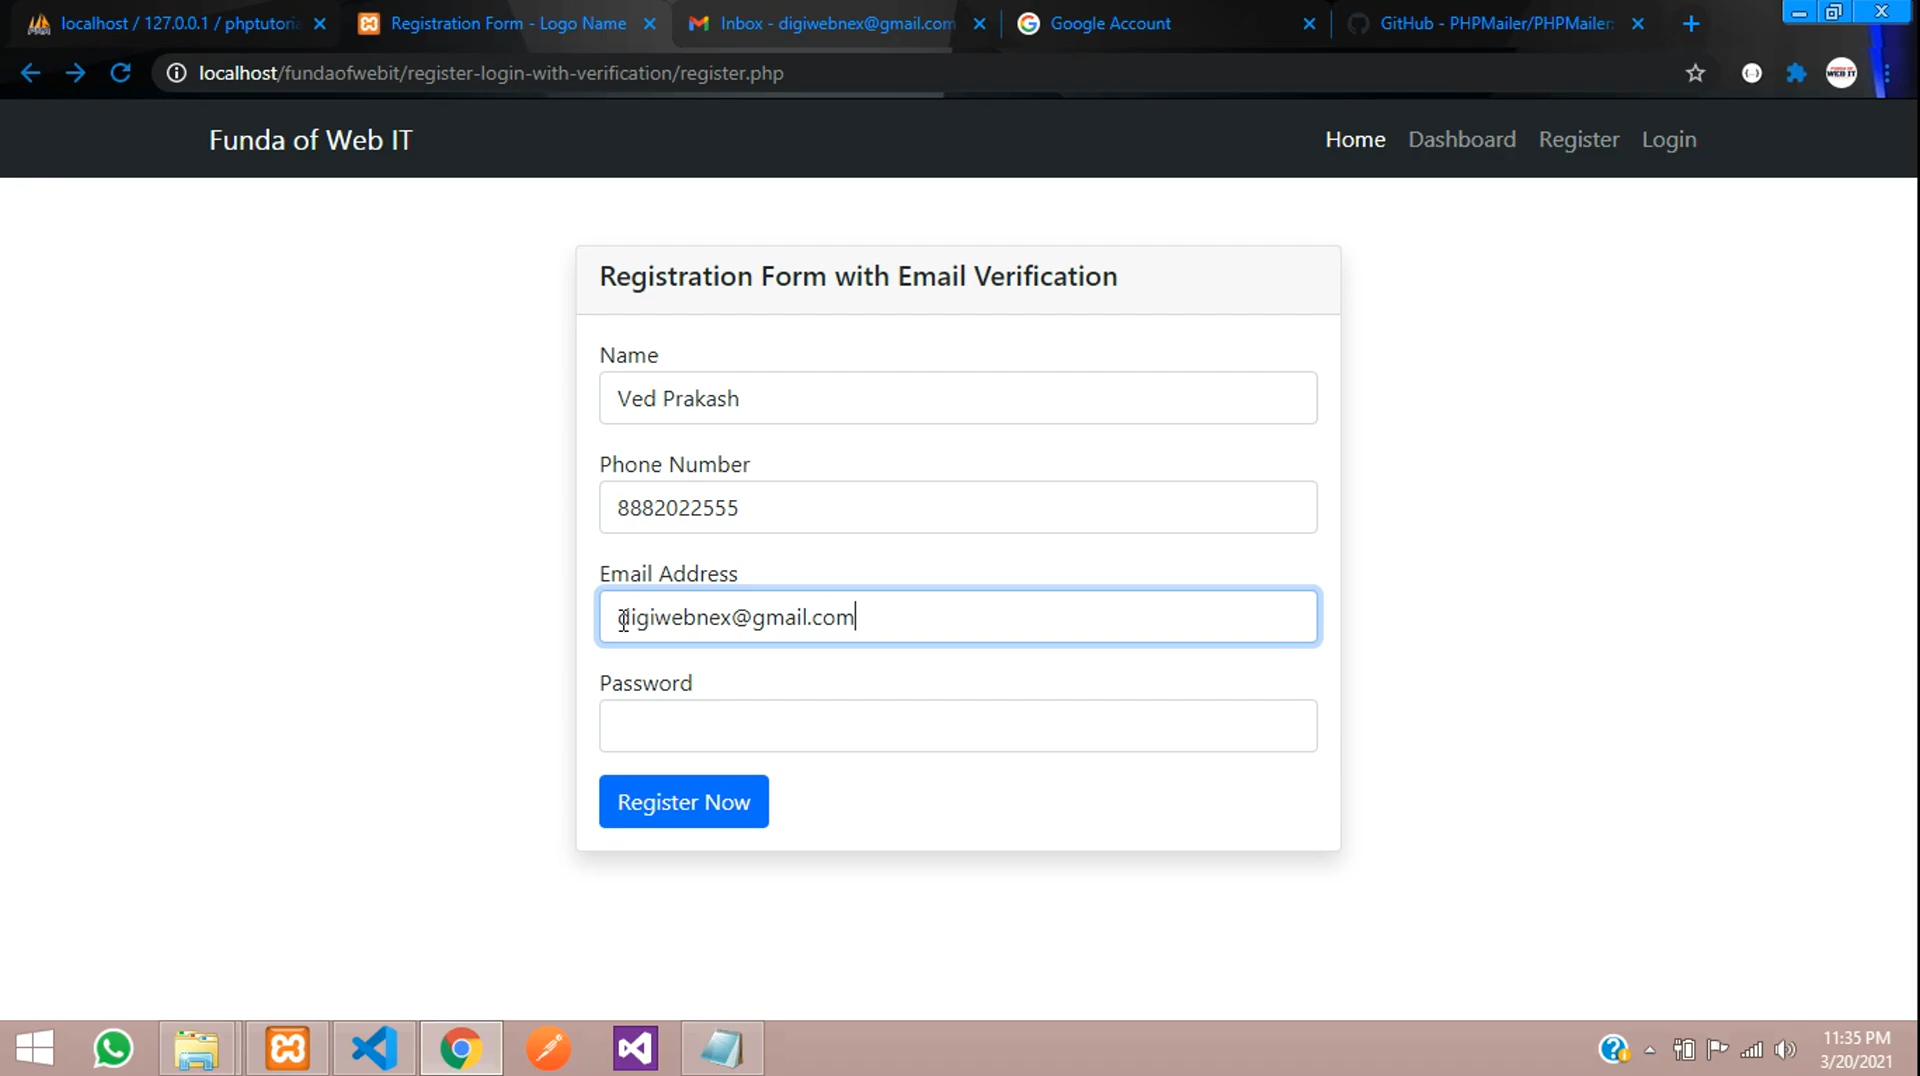 localhost / 127.0.0.1 / phptutoria
Registration Form - Logo Name
Inbox - digiwebnex@gmail.com
Google Account
GitHub - PHPMailer/PHPMailer:
localhost/fundaofwebit/register-login-with-verification/register.php
WEB IT
Funda of Web IT
Home
Dashboard
Register
Login
Registration Form with Email Verification
Name
Ved Prakash
Phone Number
8882022555
Email Address
digiwebnex@gmail.com
Password
Register Now
11:35 PM
3/20/2021